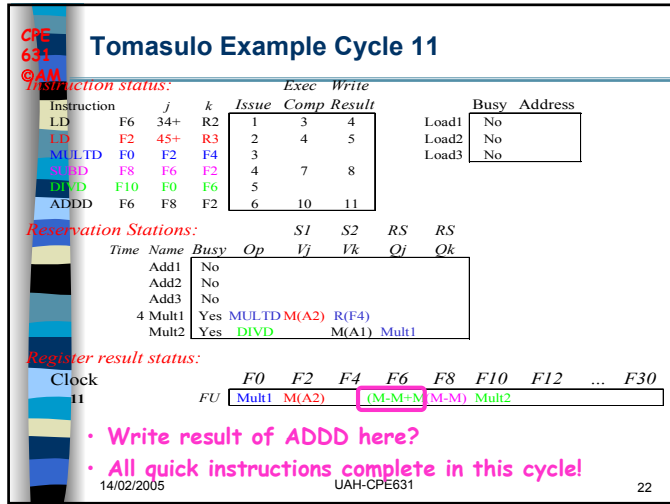 CPE
631
©AM
Tomasulo Example Cycle 11
Instruction status: Exec Write
Instruction j k Issue Comp Result Busy Address
LD F6 34+ R2 1 3 4 Load1 No
LD F2 45+ R3 2 4 5 Load2 No
MULTD F0 F2 F4 3 Load3 No
SUBD F8 F6 F2 4 7 8
DIVD F10 F0 F6 5
ADDD F6 F8 F2 6 10 11
Reservation Stations: S1 S2 RS RS
Time Name Busy Op Vj Vk Qj Qk
Add1 No
Add2 No
Add3 No
4 Mult1 Yes MULTD M(A2) R(F4)
Mult2 Yes DIVD M(A1) Mult1
Register result status:
Clock F0 F2 F4 F6 F8 F10 F12 ... F30
11 FU Mult1 M(A2) (M-M+M (M-M) Mult2
• Write result of ADDD here?
• All quick instructions complete in this cycle!
14/02/2005 UAH-CPE631 22